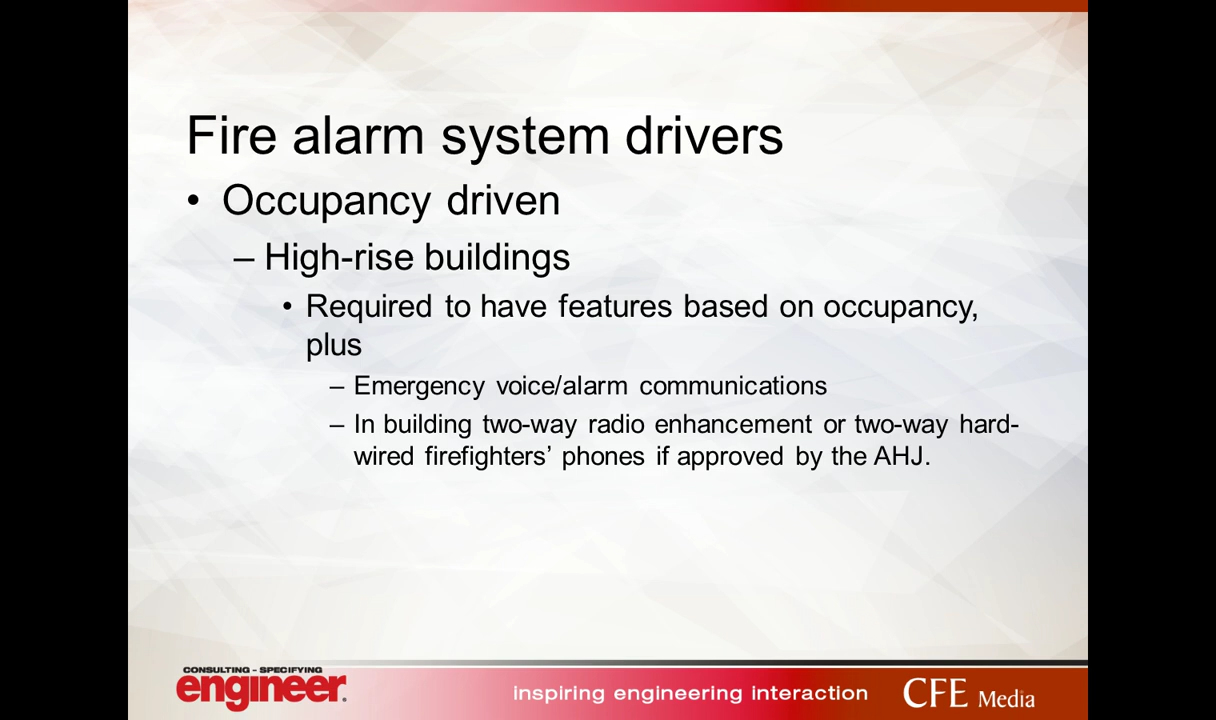 Fire alarm system drivers
• Occupancy driven
– High-rise buildings
• Required to have features based on occupancy,
plus
– Emergency voice/alarm communications
– In building two-way radio enhancement or two-way hard-
wired firefighters’ phones if approved by the AHJ.
CONSULTING - SPECIFYING
engineer.
inspiring engineering interaction
CFE Media